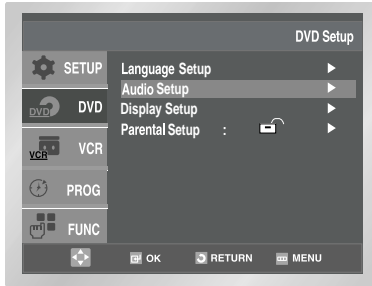 DVD Setup
SETUP
DVD
DVD
VCR
VCR
PROG
FUNC
Language Setup
Audio Setup
Display Setup
Parental Setup :
OK
RETURN
MENU